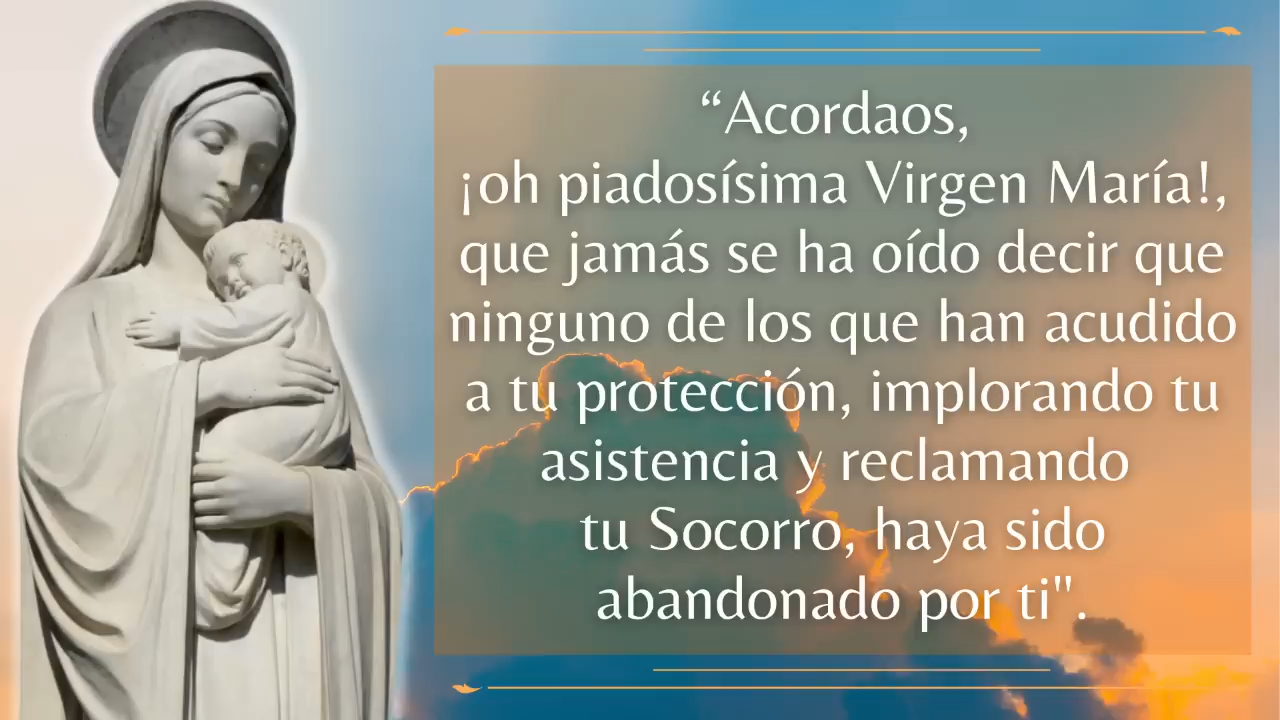 “Acordaos,
¡oh piadosísima Virgen María!,
que jamás se ha oído decir que
ninguno de los que han acudido
a tu protección, implorando tu
asistencia y reclamando
tu Socorro, haya sido
abandonado por ti".